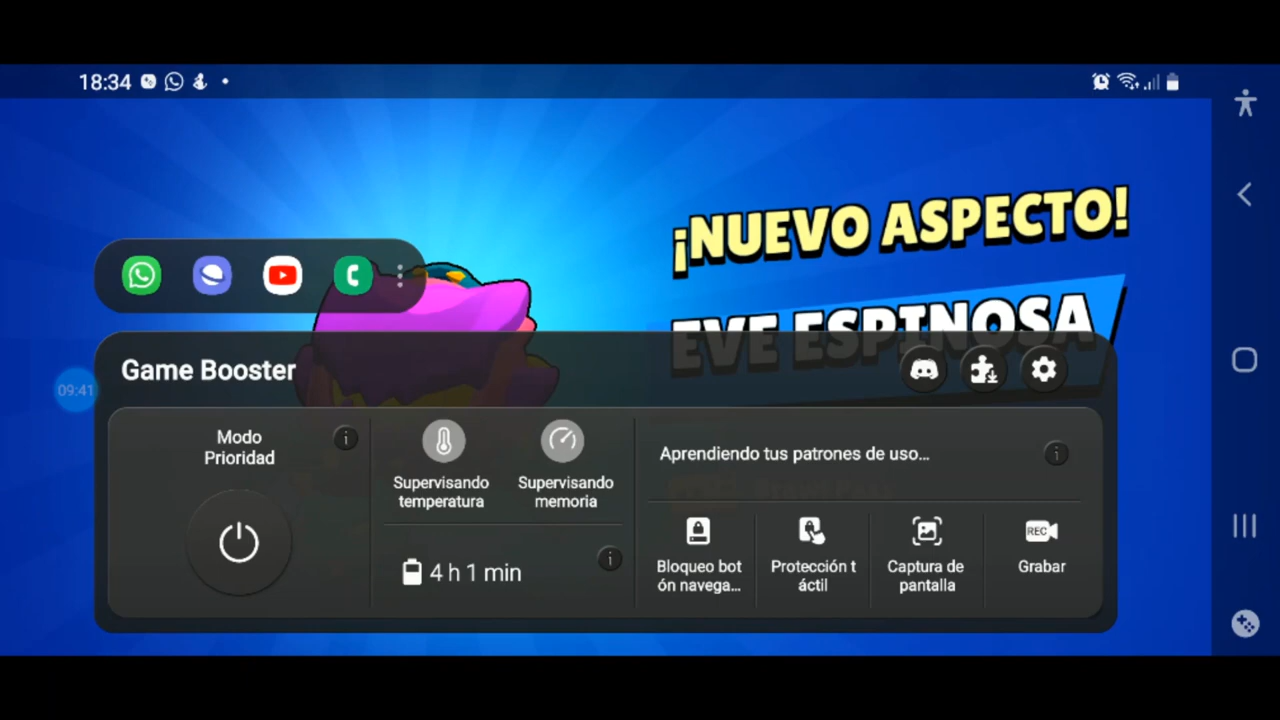 18:34
¡NUEVO ASPECTO!
EVE ESPINOSA
Game Booster
09:41
Modo
Prioridad
Supervisando
temperatura
Supervisando
memoria
4 h 1 min
Aprendiendo tus patrones de uso...
Bloqueo bot
ón navega...
Protección t
áctil
Captura de
pantalla
REC
Grabar